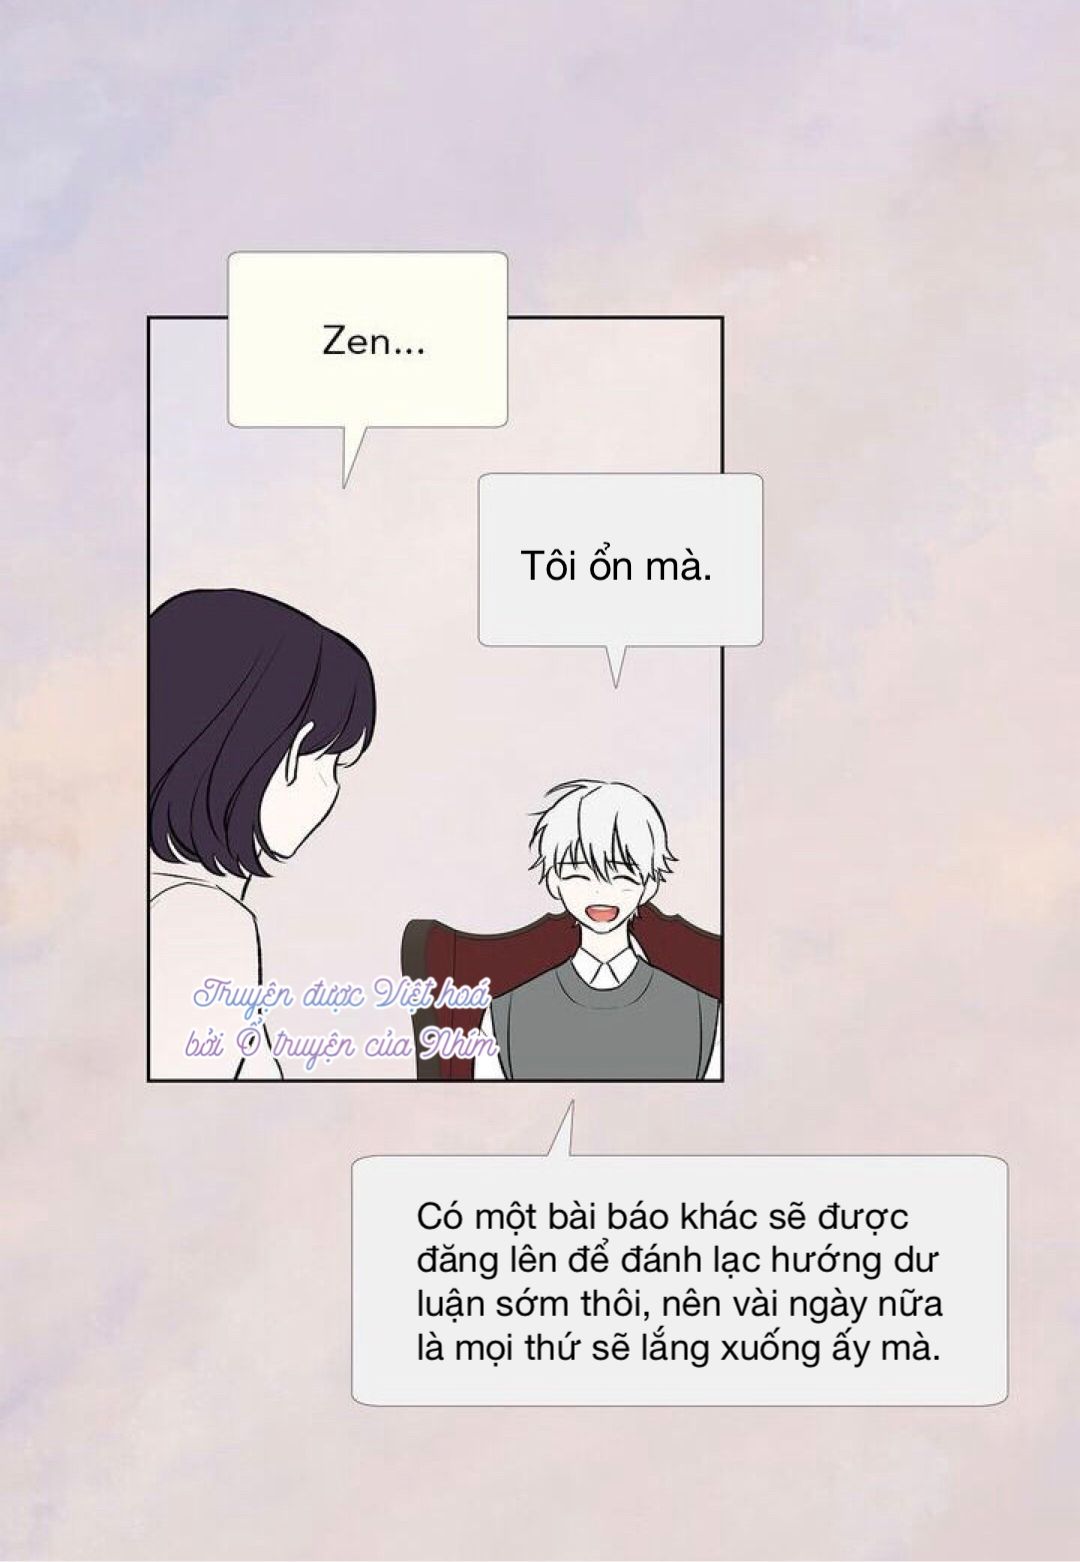 Zen...
Tôi ổn mà.
Truyện được Việt hoá
bởi Ổ truyện của Nhím
Có một bài báo khác sẽ được
đăng lên để đánh lạc hướng dư
luận sớm thôi, nên vài ngày nữa
là mọi thứ sẽ lắng xuống ấy mà.